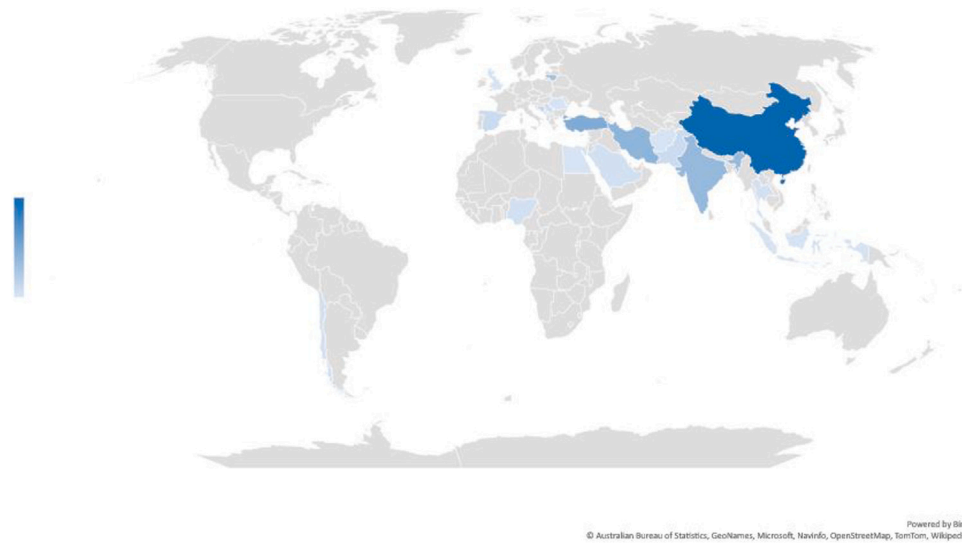 Powered by Bi
© Australian Bureau of Statistics, GeoNames, Microsoft, Navinfo, OpenStreetMap, TomTom, Wikiped